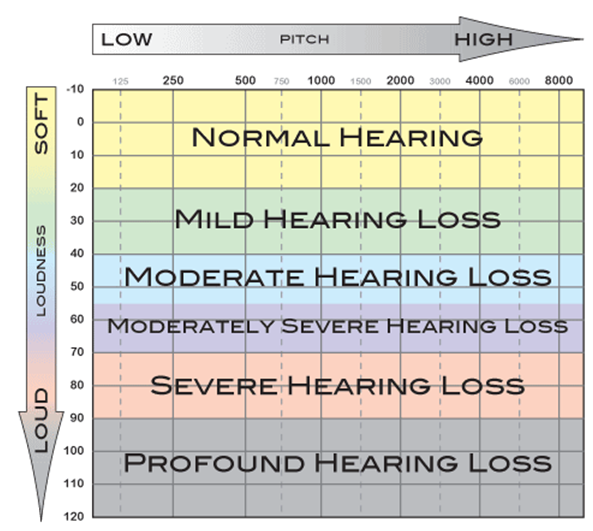 LOW PITCH HIGH
125 250 500 750 1000 1500 2000 3000 4000 6000 8000
SOFT
LOUDNESS
LOUD
-10
0
NORMAL HEARING
10
20
30
MILD HEARING LOSS
40
MODERATE HEARING LOSS
50
60
MODERATELY SEVERE HEARING LOSS
70
80
SEVERE HEARING LOSS
90
100
PROFOUND HEARING LOSS
110
120